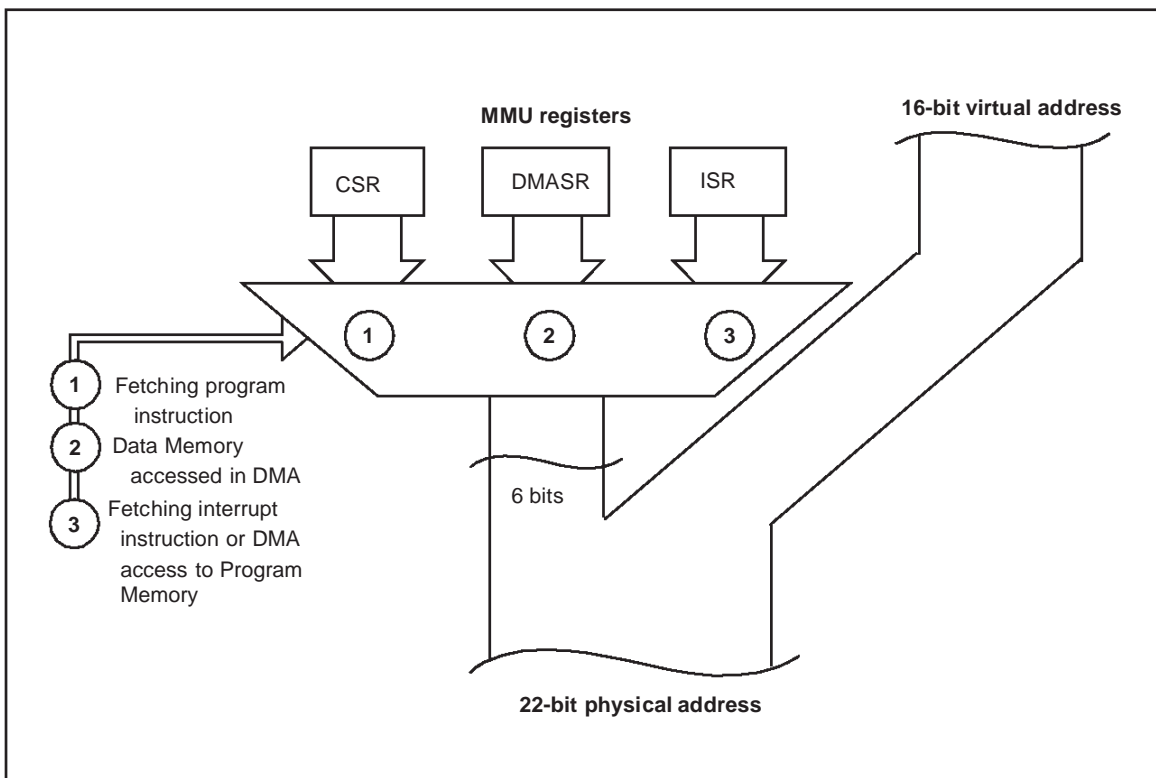 16-bit virtual address
MMU registers
CSR
DMASR
ISR
1
2
3
1
Fetching program
instruction
2
Data Memory
accessed in DMA
3
Fetching interrupt
instruction or DMA
access to Program
Memory
6 bits
22-bit physical address